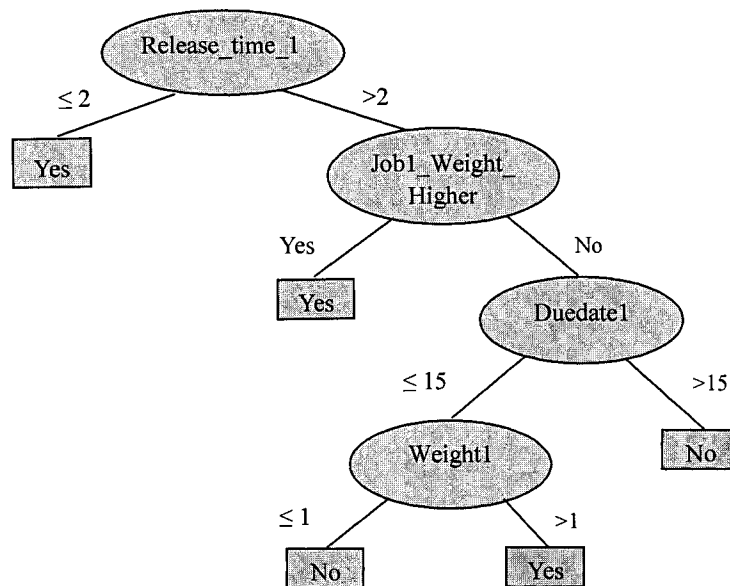 Release_time_1
≤ 2
>2
Yes
Job1_Weight_
Higher
Yes
No
Yes
Duedate1
≤ 15
>15
Weight1
No
≤ 1
>1
No
Yes